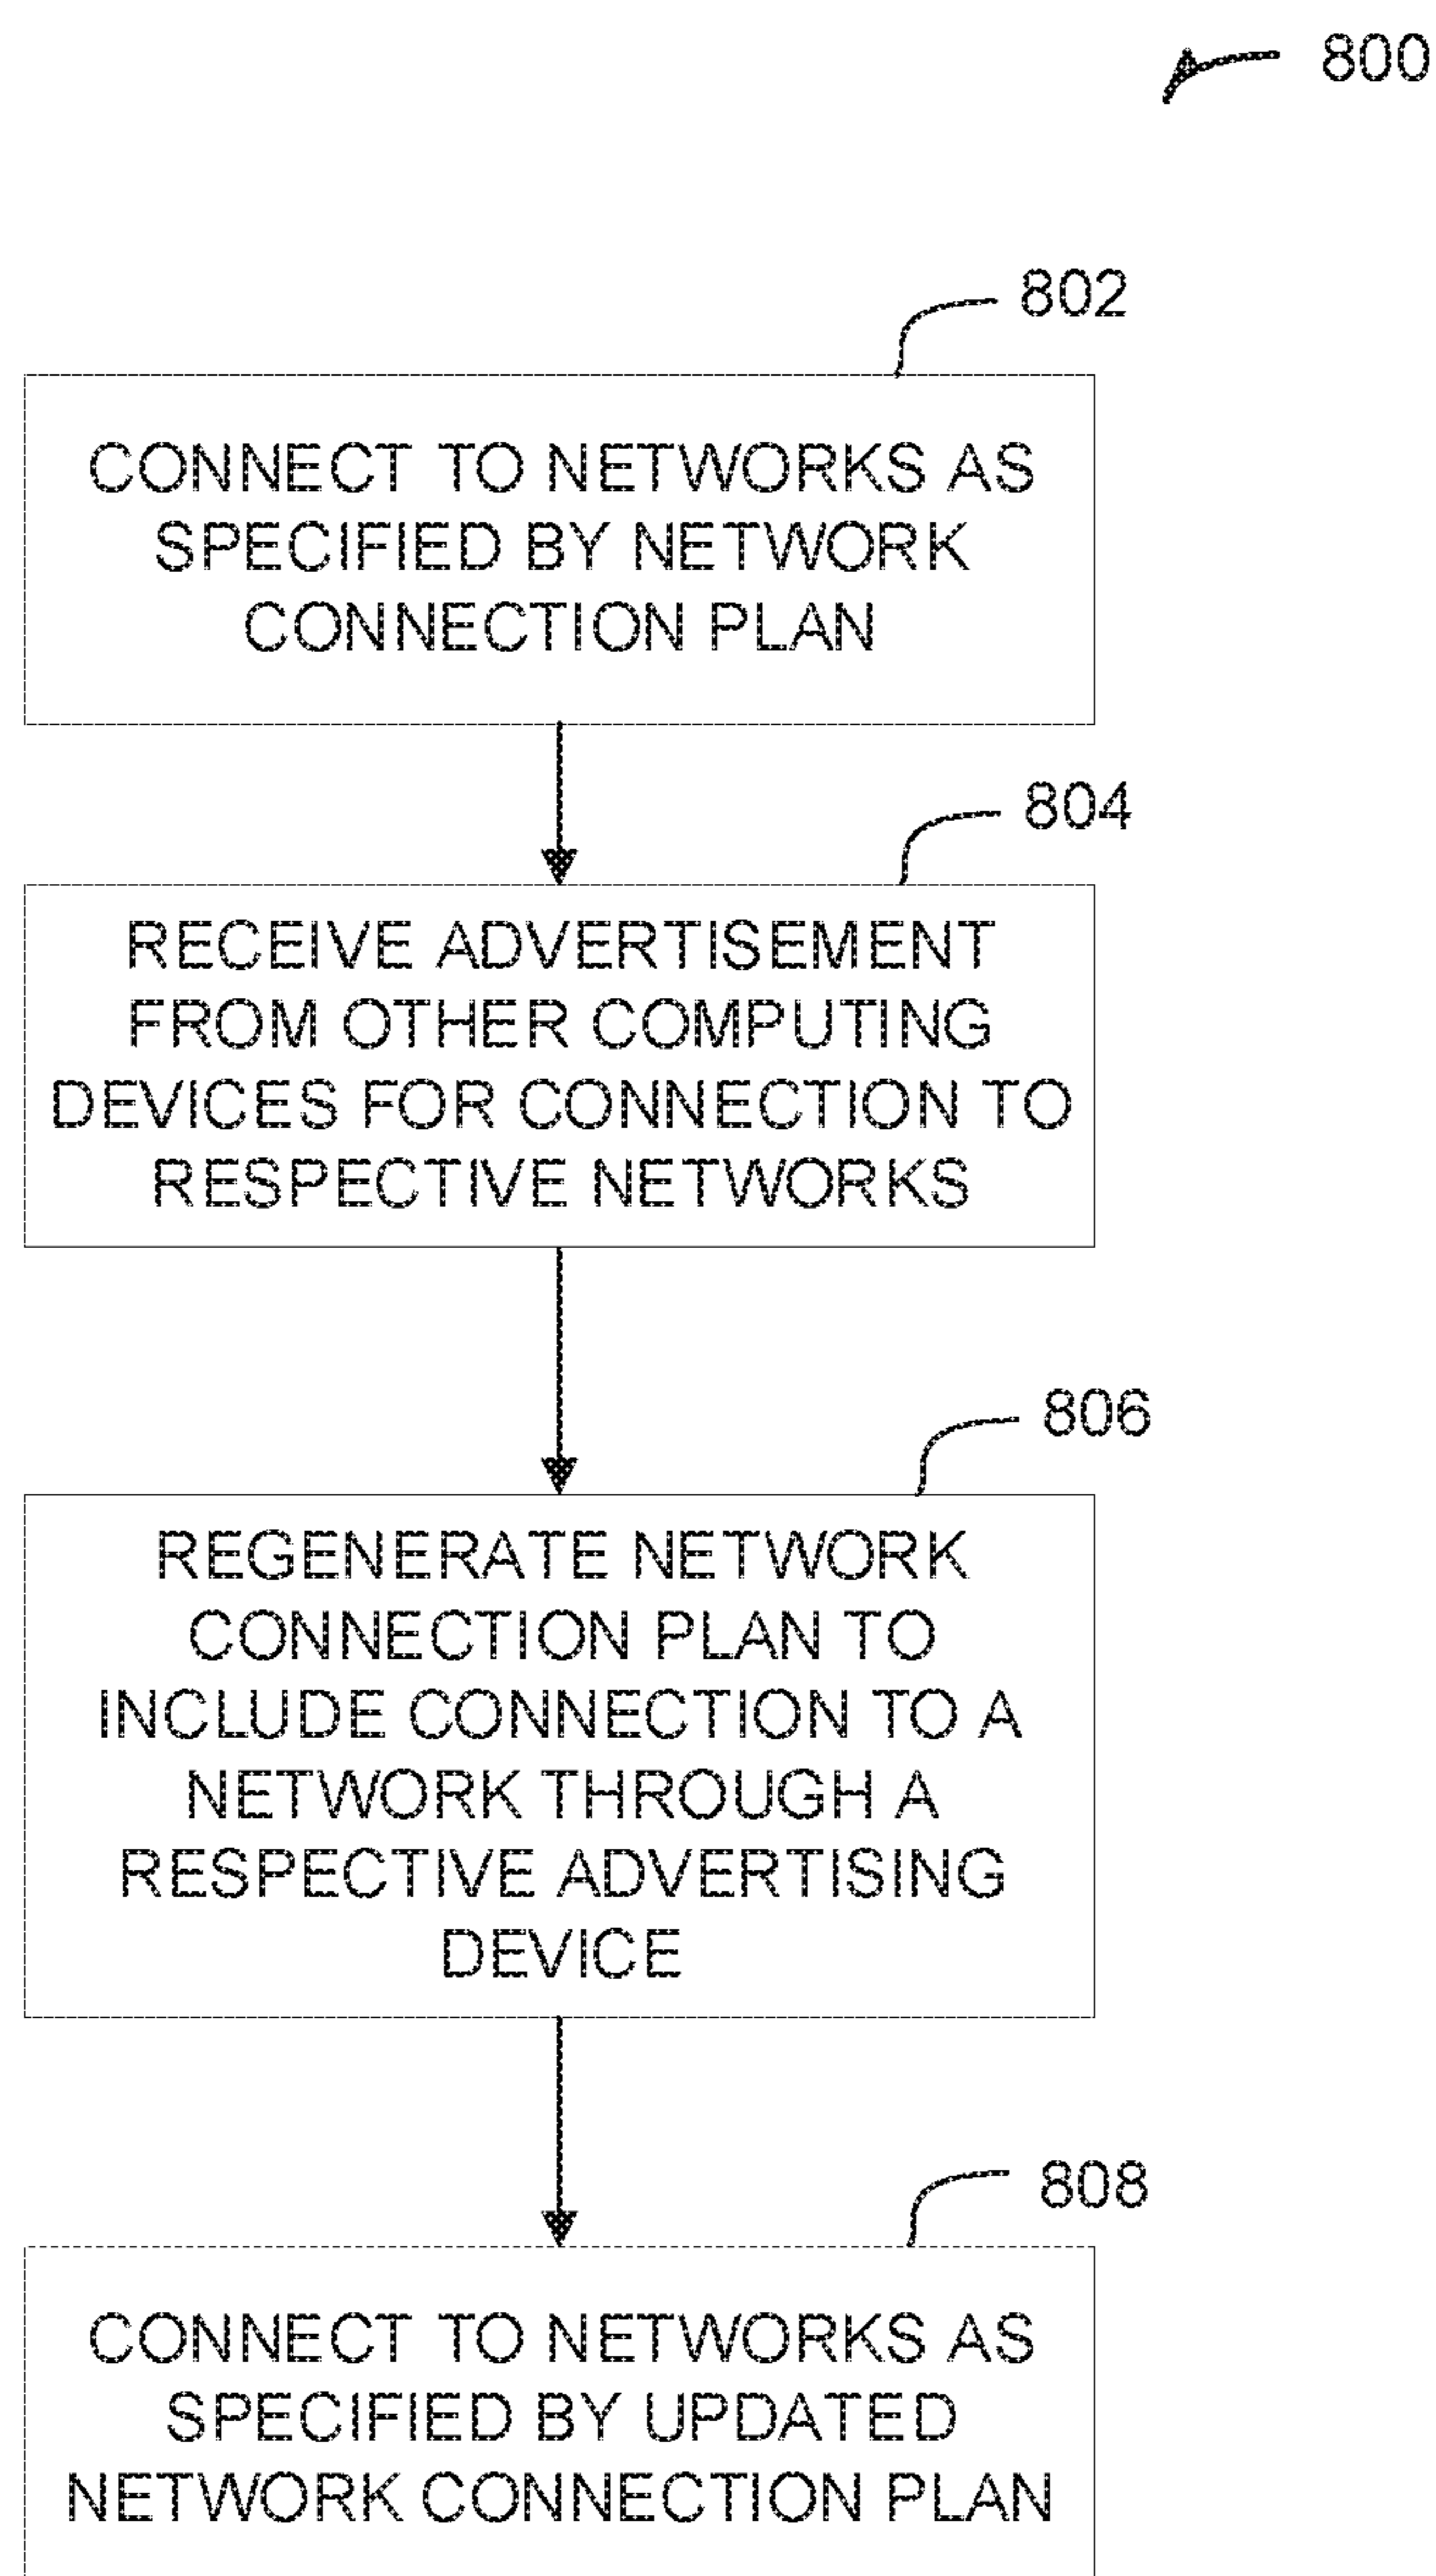 800
802
CONNECT TO NETWORKS AS
SPECIFIED BY NETWORK
CONNECTION PLAN
804
RECEIVE ADVERTISEMENT
FROM OTHER COMPUTING
DEVICES FOR CONNECTION TO
RESPECTIVE NETWORKS
806
REGENERATE NETWORK
CONNECTION PLAN TO
INCLUDE CONNECTION TO A
NETWORK THROUGH A
RESPECTIVE ADVERTISING
DEVICE
808
CONNECT TO NETWORKS AS
SPECIFIED BY UPDATED
NETWORK CONNECTION PLAN